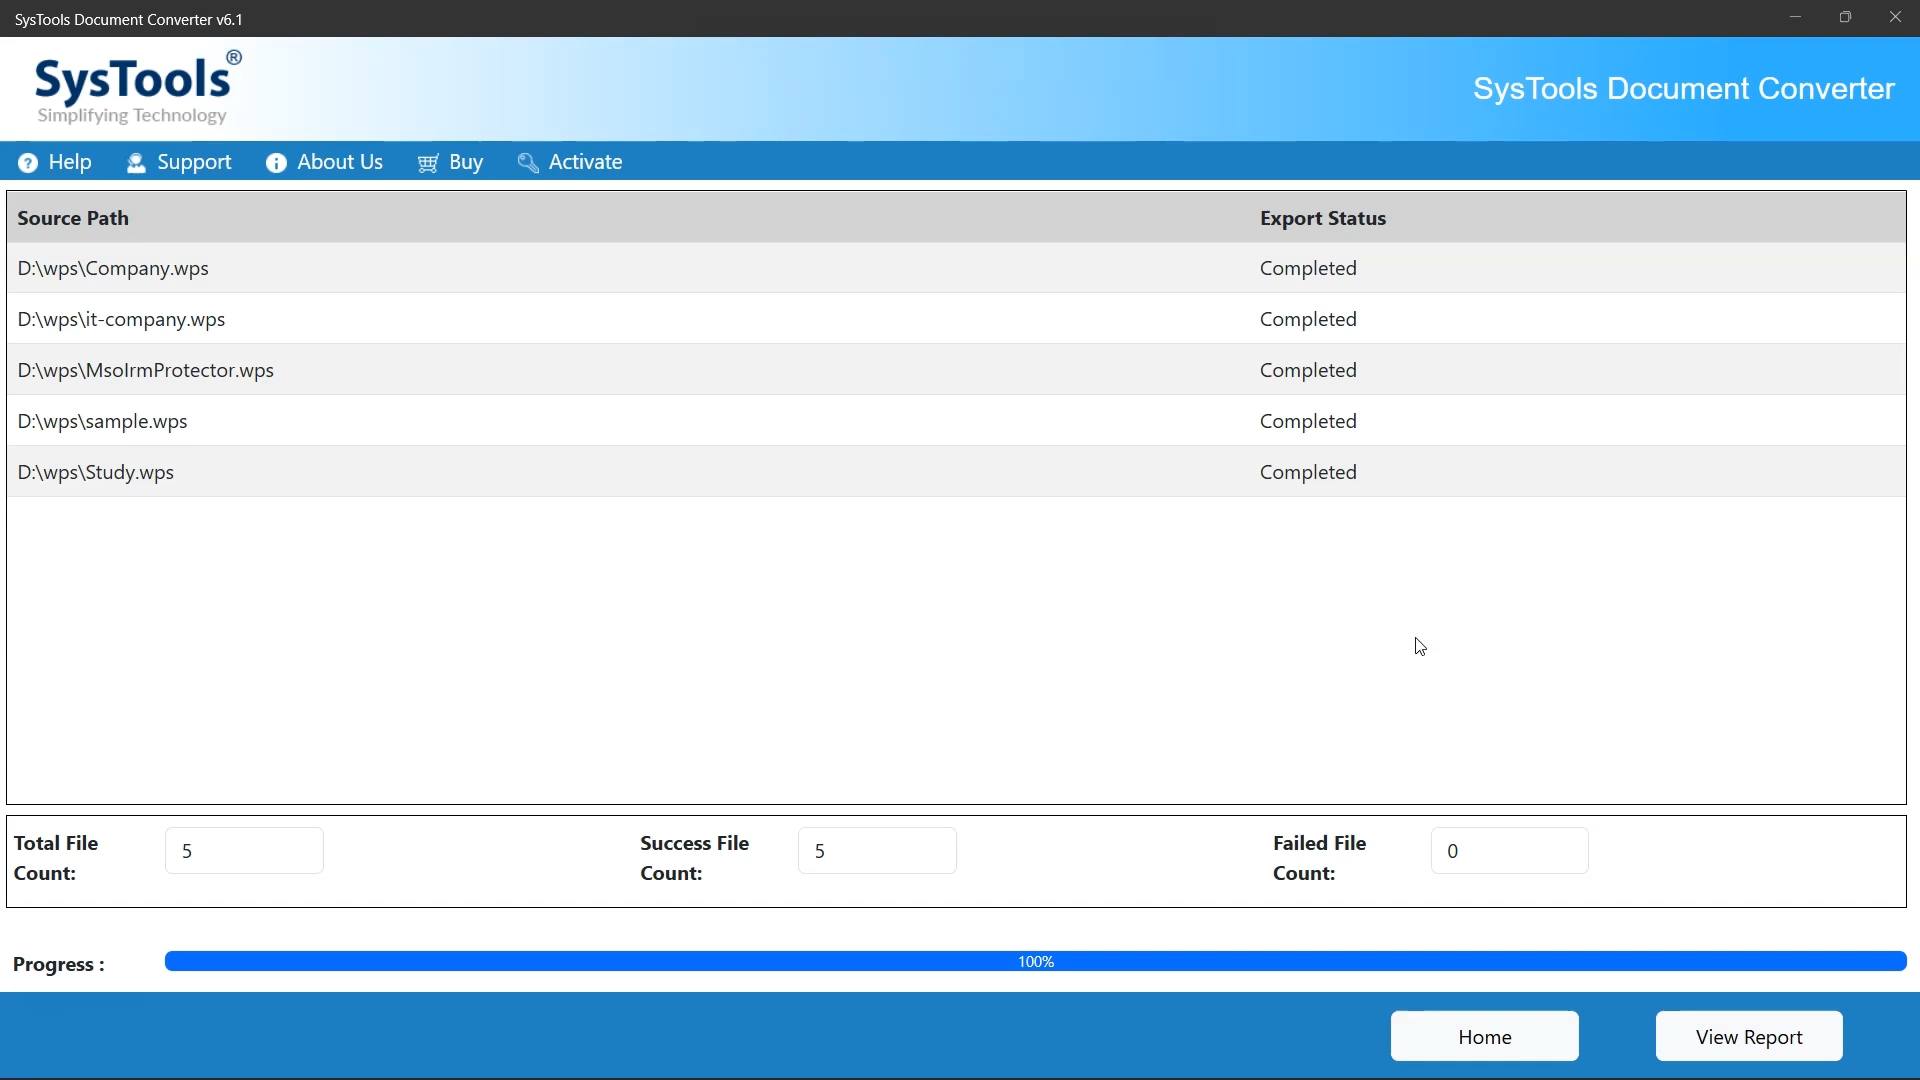 SysTools Document Converter v6.1
SysTools®
Simplifying Technology
SysTools Document Converter
Help Support About Us Buy Activate
Source Path Export Status
D:\wps\Company.wps Completed
D:\wps\it-company.wps Completed
D:\wps\MsoIrmProtector.wps Completed
D:\wps\sample.wps Completed
D:\wps\Study.wps Completed
Total File Count: 5
Success File Count: 5
Failed File Count: 0
Progress : 100%
Home View Report